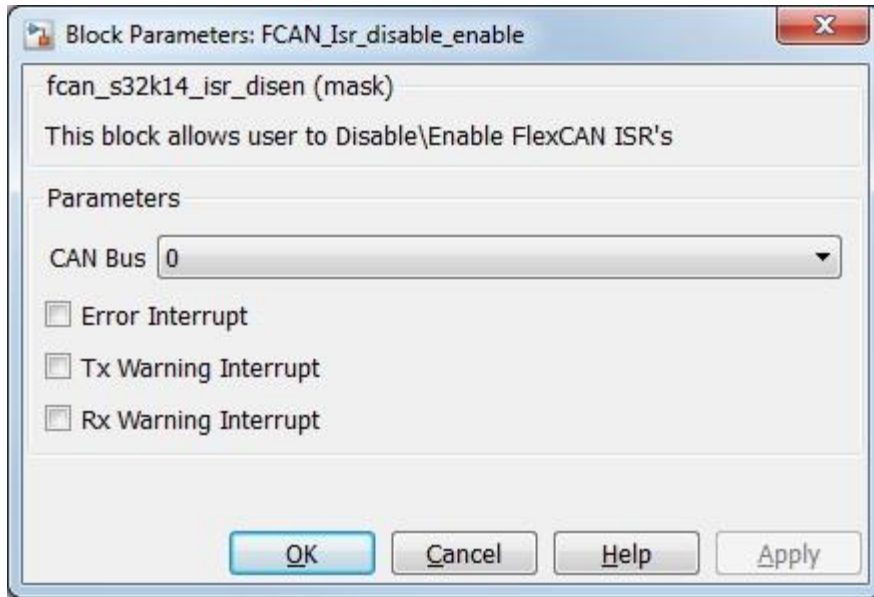 Block Parameters: FCAN_Isr_disable_enable
fcan_s32k14_isr_disen (mask)
This block allows user to Disable\Enable FlexCAN ISR's
Parameters
CAN Bus 0
Error Interrupt
Tx Warning Interrupt
Rx Warning Interrupt
OK Cancel Help Apply